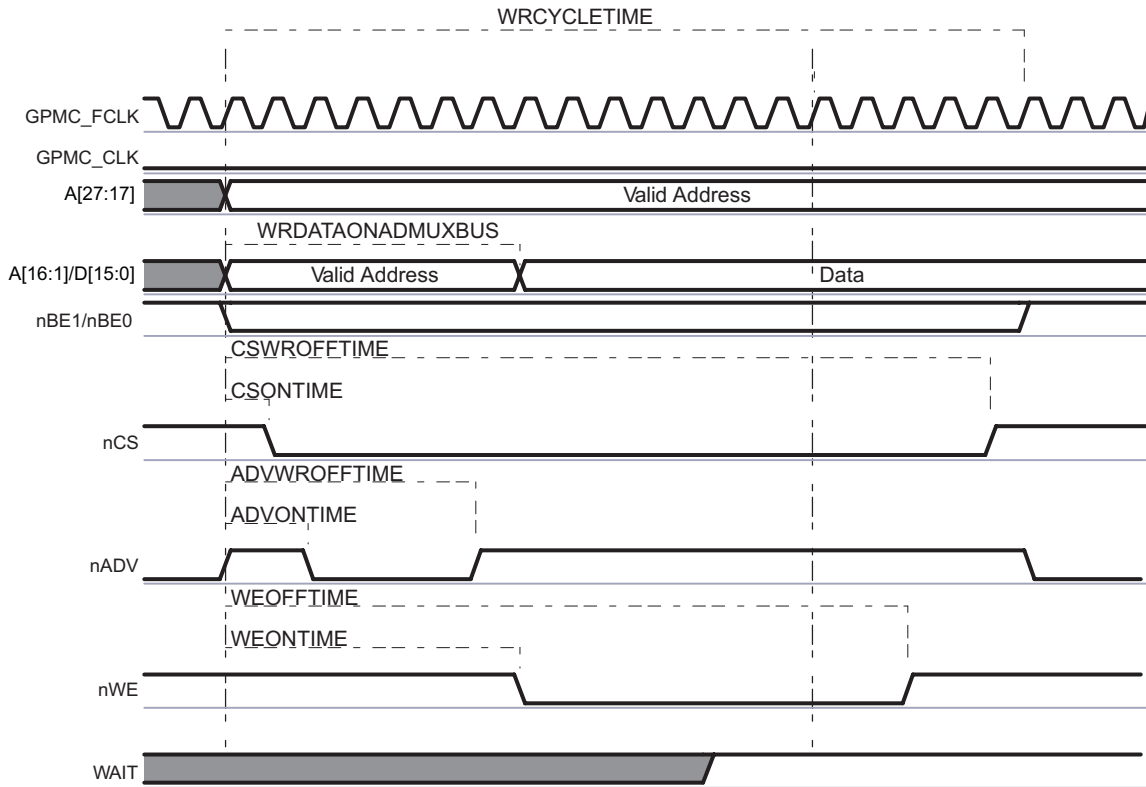 WRCYCLETIME
GPMC_FCLK
GPMC_CLK
A[27:17] Valid Address
WRDATAONADMUXBUS
A[16:1]/D[15:0] Valid Address Data
nBE1/nBE0
CSWROFFTIME
CSONTIME
nCS
ADVWROFFTIME
ADVONTIME
nADV
WEOFFTIME
WEONTIME
nWE
WAIT